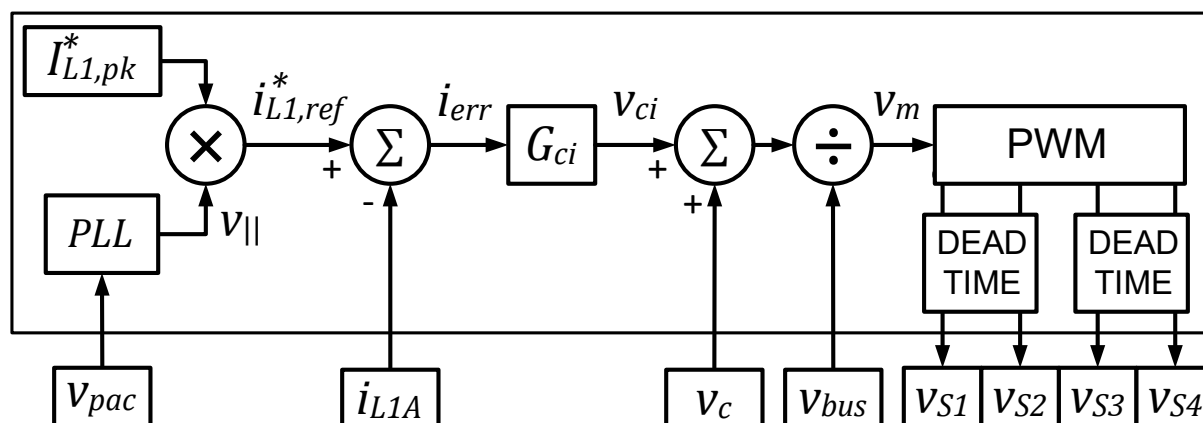 I*L1,pk
×
i*L1,ref
+
Σ
-
ierr
Gci
vci
+
Σ
+
÷
vm
PWM
PLL
v||
DEAD TIME
DEAD TIME
vpac
iL1A
vc
vbus
vS1
vS2
vS3
vS4